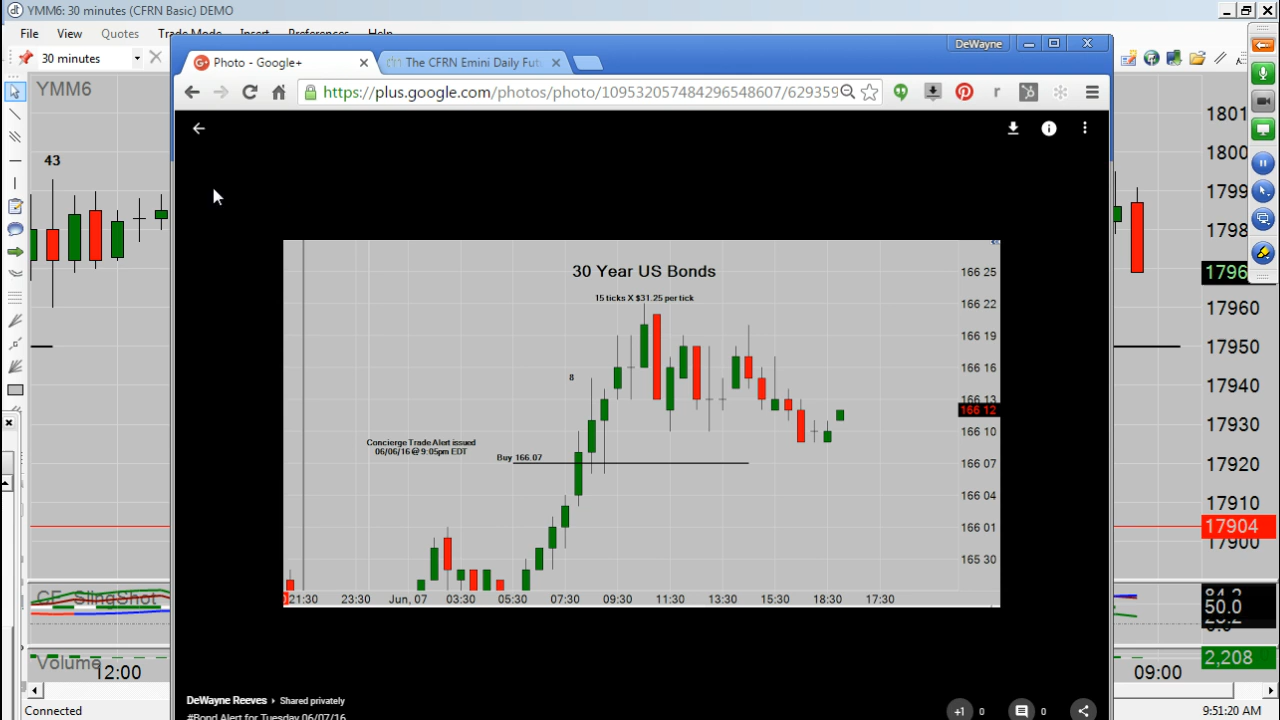 YMM6: 30 minutes (CFRN Basic) DEMO
File View Quotes Trade Mode Insert Preferences Help
DeWayne
30 minutes
Photo - Google+
The CFRN Emini Daily Fut
https://plus.google.com/photos/photo/109532057484296548607/629359
YMM6
43
30 Year US Bonds
15 ticks X $31.25 per tick
8
Concierge Trade Alert issued
06/06/16 @ 9:05pm EDT
Buy 166.07
166 25
166 22
166 19
166 16
166 13
166 12
166 10
166 07
166 04
166 01
165 30
21:30 23:30 Jun, 07 03:30 05:30 07:30 09:30 11:30 13:30 15:30 18:30 17:30
1801
1800
1799
1798
1796
17960
17950
17940
17930
17920
17910
17904
17900
CF SlingShot
84.2
50.0
Volume
2,208
12:00
09:00
DeWayne Reeves Shared privately
#Bond Alert for Tuesday 06/07/16
+1 0 0
Connected
9:51:20 AM